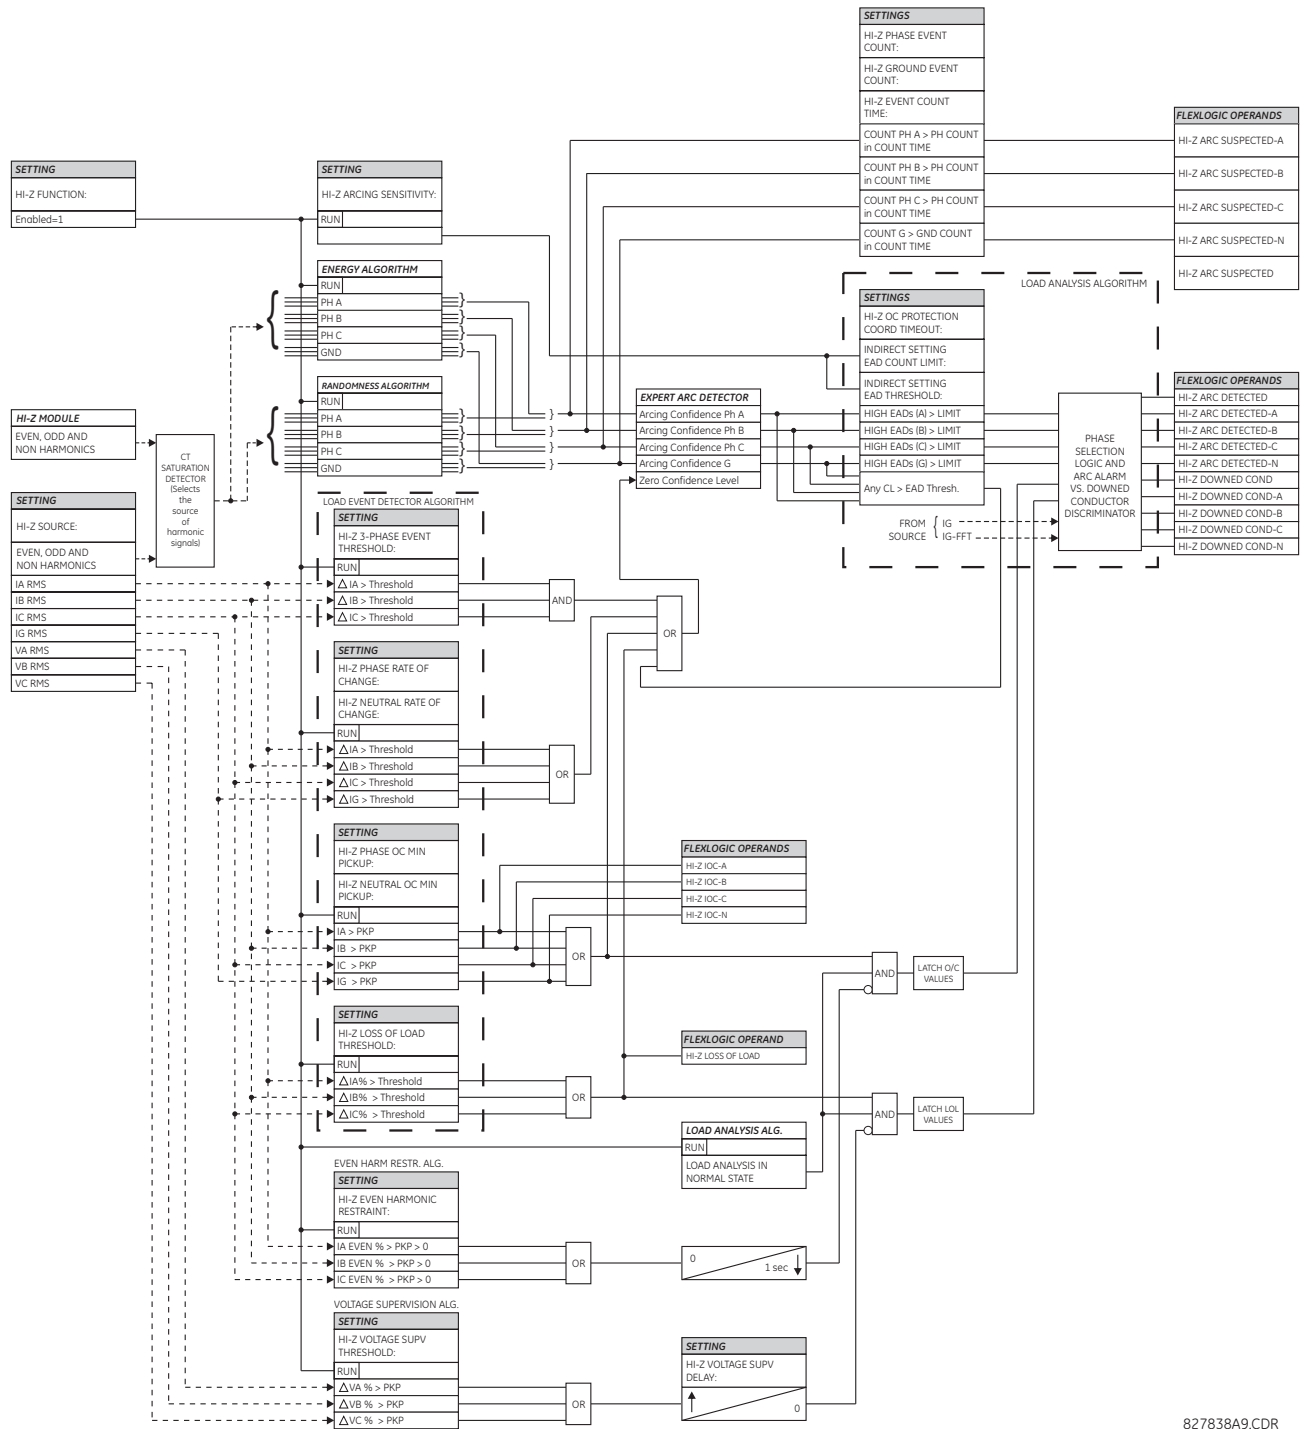 SETTINGS
HI-Z PHASE EVENT
COUNT:
HI-Z GROUND EVENT
COUNT:
HI-Z EVENT COUNT
TIME:
COUNT PH A > PH COUNT
in COUNT TIME
COUNT PH B > PH COUNT
in COUNT TIME
COUNT PH C > PH COUNT
in COUNT TIME
COUNT G > GND COUNT
in COUNT TIME
FLEXLOGIC OPERANDS
HI-Z ARC SUSPECTED-A
HI-Z ARC SUSPECTED-B
HI-Z ARC SUSPECTED-C
HI-Z ARC SUSPECTED-N
HI-Z ARC SUSPECTED
SETTING
HI-Z FUNCTION:
Enabled=1
SETTING
HI-Z ARCING SENSITIVITY:
RUN
ENERGY ALGORITHM
RUN
PH A
PH B
PH C
GND
RANDOMNESS ALGORITHM
RUN
PH A
PH B
PH C
GND
HI-Z MODULE
EVEN, ODD AND
NON HARMONICS
CT
SATURATION
DETECTOR
(Selects
the
source
of
harmonic
signals)
SETTING
HI-Z SOURCE:
EVEN, ODD AND
NON HARMONICS
IA RMS
IB RMS
IC RMS
IG RMS
VA RMS
VB RMS
VC RMS
EXPERT ARC DETECTOR
Arcing Confidence Ph A
Arcing Confidence Ph B
Arcing Confidence Ph C
Arcing Confidence G
Zero Confidence Level
LOAD ANALYSIS ALGORITHM
SETTINGS
HI-Z OC PROTECTION
COORD TIMEOUT:
INDIRECT SETTING
EAD COUNT LIMIT:
INDIRECT SETTING
EAD THRESHOLD:
HIGH EADs (A) > LIMIT
HIGH EADs (B) > LIMIT
HIGH EADs (C) > LIMIT
HIGH EADs (G) > LIMIT
Any CL > EAD Thresh.
FROM
SOURCE
{ IG
IG-FFT
PHASE
SELECTION
LOGIC AND
ARC ALARM
VS. DOWNED
CONDUCTOR
DISCRIMINATOR
FLEXLOGIC OPERANDS
HI-Z ARC DETECTED
HI-Z ARC DETECTED-A
HI-Z ARC DETECTED-B
HI-Z ARC DETECTED-C
HI-Z ARC DETECTED-N
HI-Z DOWNED COND
HI-Z DOWNED COND-A
HI-Z DOWNED COND-B
HI-Z DOWNED COND-C
HI-Z DOWNED COND-N
LOAD EVENT DETECTOR ALGORITHM
SETTING
HI-Z 3-PHASE EVENT
THRESHOLD:
RUN
△ IA > Threshold
△ IB > Threshold
△ IC > Threshold
AND
OR
SETTING
HI-Z PHASE RATE OF
CHANGE:
HI-Z NEUTRAL RATE OF
CHANGE:
RUN
△ IA > Threshold
△ IB > Threshold
△ IC > Threshold
△ IG > Threshold
OR
SETTING
HI-Z PHASE OC MIN
PICKUP:
HI-Z NEUTRAL OC MIN
PICKUP:
RUN
IA > PKP
IB > PKP
IC > PKP
IG > PKP
OR
FLEXLOGIC OPERANDS
HI-Z IOC-A
HI-Z IOC-B
HI-Z IOC-C
HI-Z IOC-N
AND
LATCH O/C
VALUES
SETTING
HI-Z LOSS OF LOAD
THRESHOLD:
RUN
△ IA% > Threshold
△ IB% > Threshold
△ IC% > Threshold
OR
FLEXLOGIC OPERAND
HI-Z LOSS OF LOAD
AND
LATCH LOL
VALUES
LOAD ANALYSIS ALG.
RUN
LOAD ANALYSIS IN
NORMAL STATE
EVEN HARM RESTR. ALG.
SETTING
HI-Z EVEN HARMONIC
RESTRAINT:
RUN
IA EVEN % > PKP > 0
IB EVEN % > PKP > 0
IC EVEN % > PKP > 0
OR
0
1 sec
VOLTAGE SUPERVISION ALG.
SETTING
HI-Z VOLTAGE SUPV
THRESHOLD:
RUN
△ VA % > PKP
△ VB % > PKP
△ VC % > PKP
OR
SETTING
HI-Z VOLTAGE SUPV
DELAY:
0
827838A9.CDR